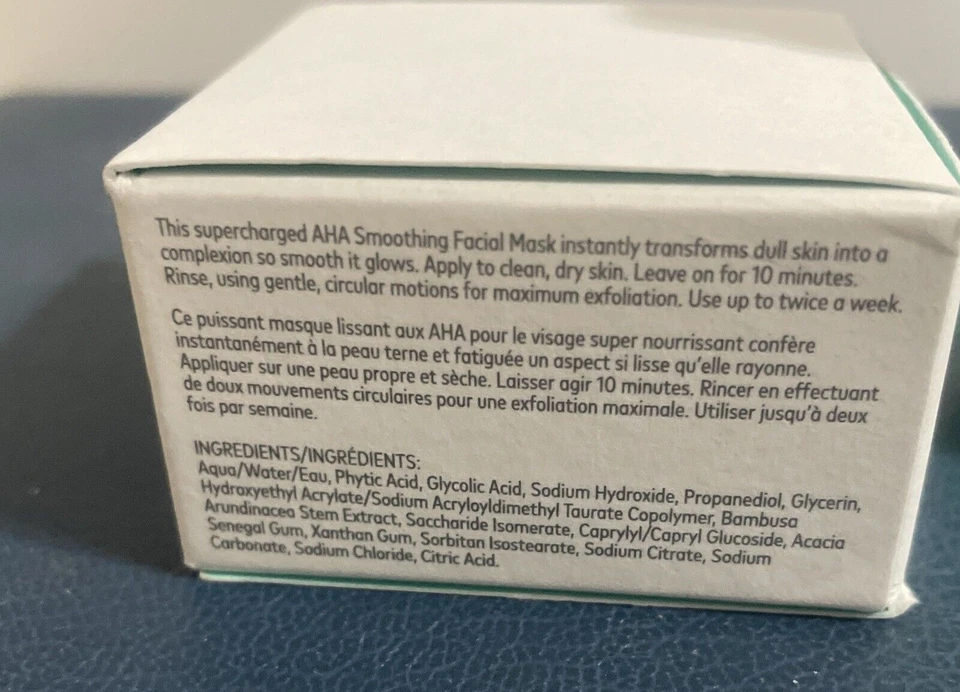 This supercharged AHA Smoothing Facial Mask instantly transforms dull skin into a
complexion so smooth it glows. Apply to clean, dry skin. Leave on for 10 minutes.
Rinse, using gentle, circular motions for maximum exfoliation. Use up to twice a week.
Ce puissant masque lissant aux AHA pour le visage super nourrissant confère
instantanément à la peau terne et fatiguée un aspect si lisse qu'elle rayonne.
Appliquer sur une peau propre et sèche. Laisser agir 10 minutes. Rincer en effectuant
de doux mouvements circulaires pour une exfoliation maximale. Utiliser jusqu'à deux
fois par semaine.
INGREDIENTS/INGRÉDIENTS:
Aqua/Water/Eau, Phytic Acid, Glycolic Acid, Sodium Hydroxide, Propanediol, Glycerin,
Hydroxyethyl Acrylate/Sodium Acryloyldimethyl Taurate Copolymer, Bambusa
Arundinacea Stem Extract, Saccharide Isomerate, Caprylyl/Capryl Glucoside, Acacia
Senegal Gum, Xanthan Gum, Sorbitan Isostearate, Sodium Citrate, Sodium
Carbonate, Sodium Chloride, Citric Acid.